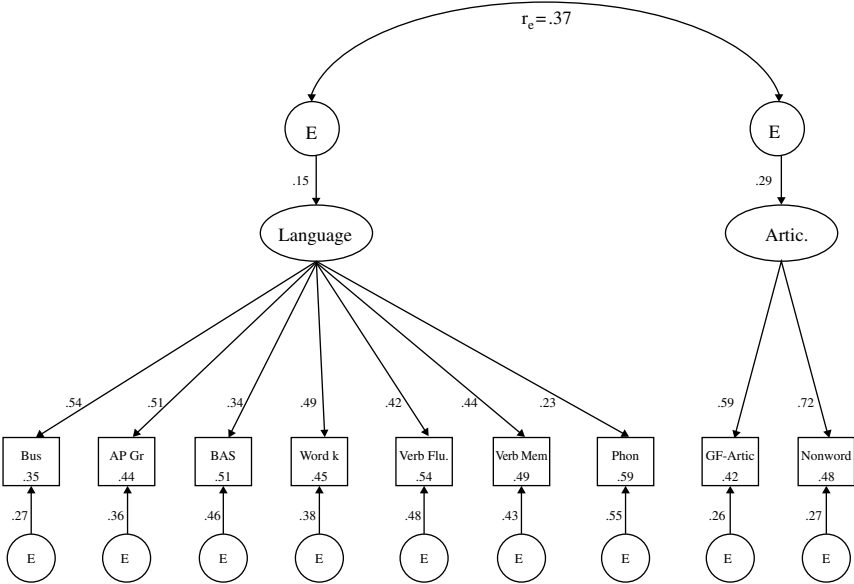 rₑ=.37
E E
.15 .29
Language Artic.
.54 .51 .34 .49 .42 .44 .23 .59 .72
Bus AP Gr BAS Word k Verb Flu. Verb Mem Phon GF-Artic Nonword
.35 .44 .51 .45 .54 .49 .59 .42 .48
.27 .36 .46 .38 .48 .43 .55 .26 .27
E E E E E E E E E